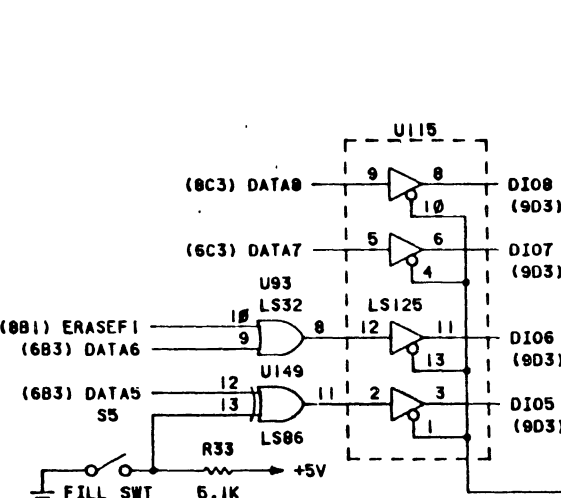 U115
(8C3) DATA8 9 8 DIO8
10 (9D3)
(6C3) DATA7 5 6 DIO7
4 (9D3)
U93
LS32 LS125
(8B1) ERASEF1 10 8 12 11 DIO6
(6B3) DATA6 9 13 (9D3)
U149
(6B3) DATA5 12 11 2 3 DIO5
S5 13 1 (9D3)
LS86
R33
+5V
FILL SWT 5.1K